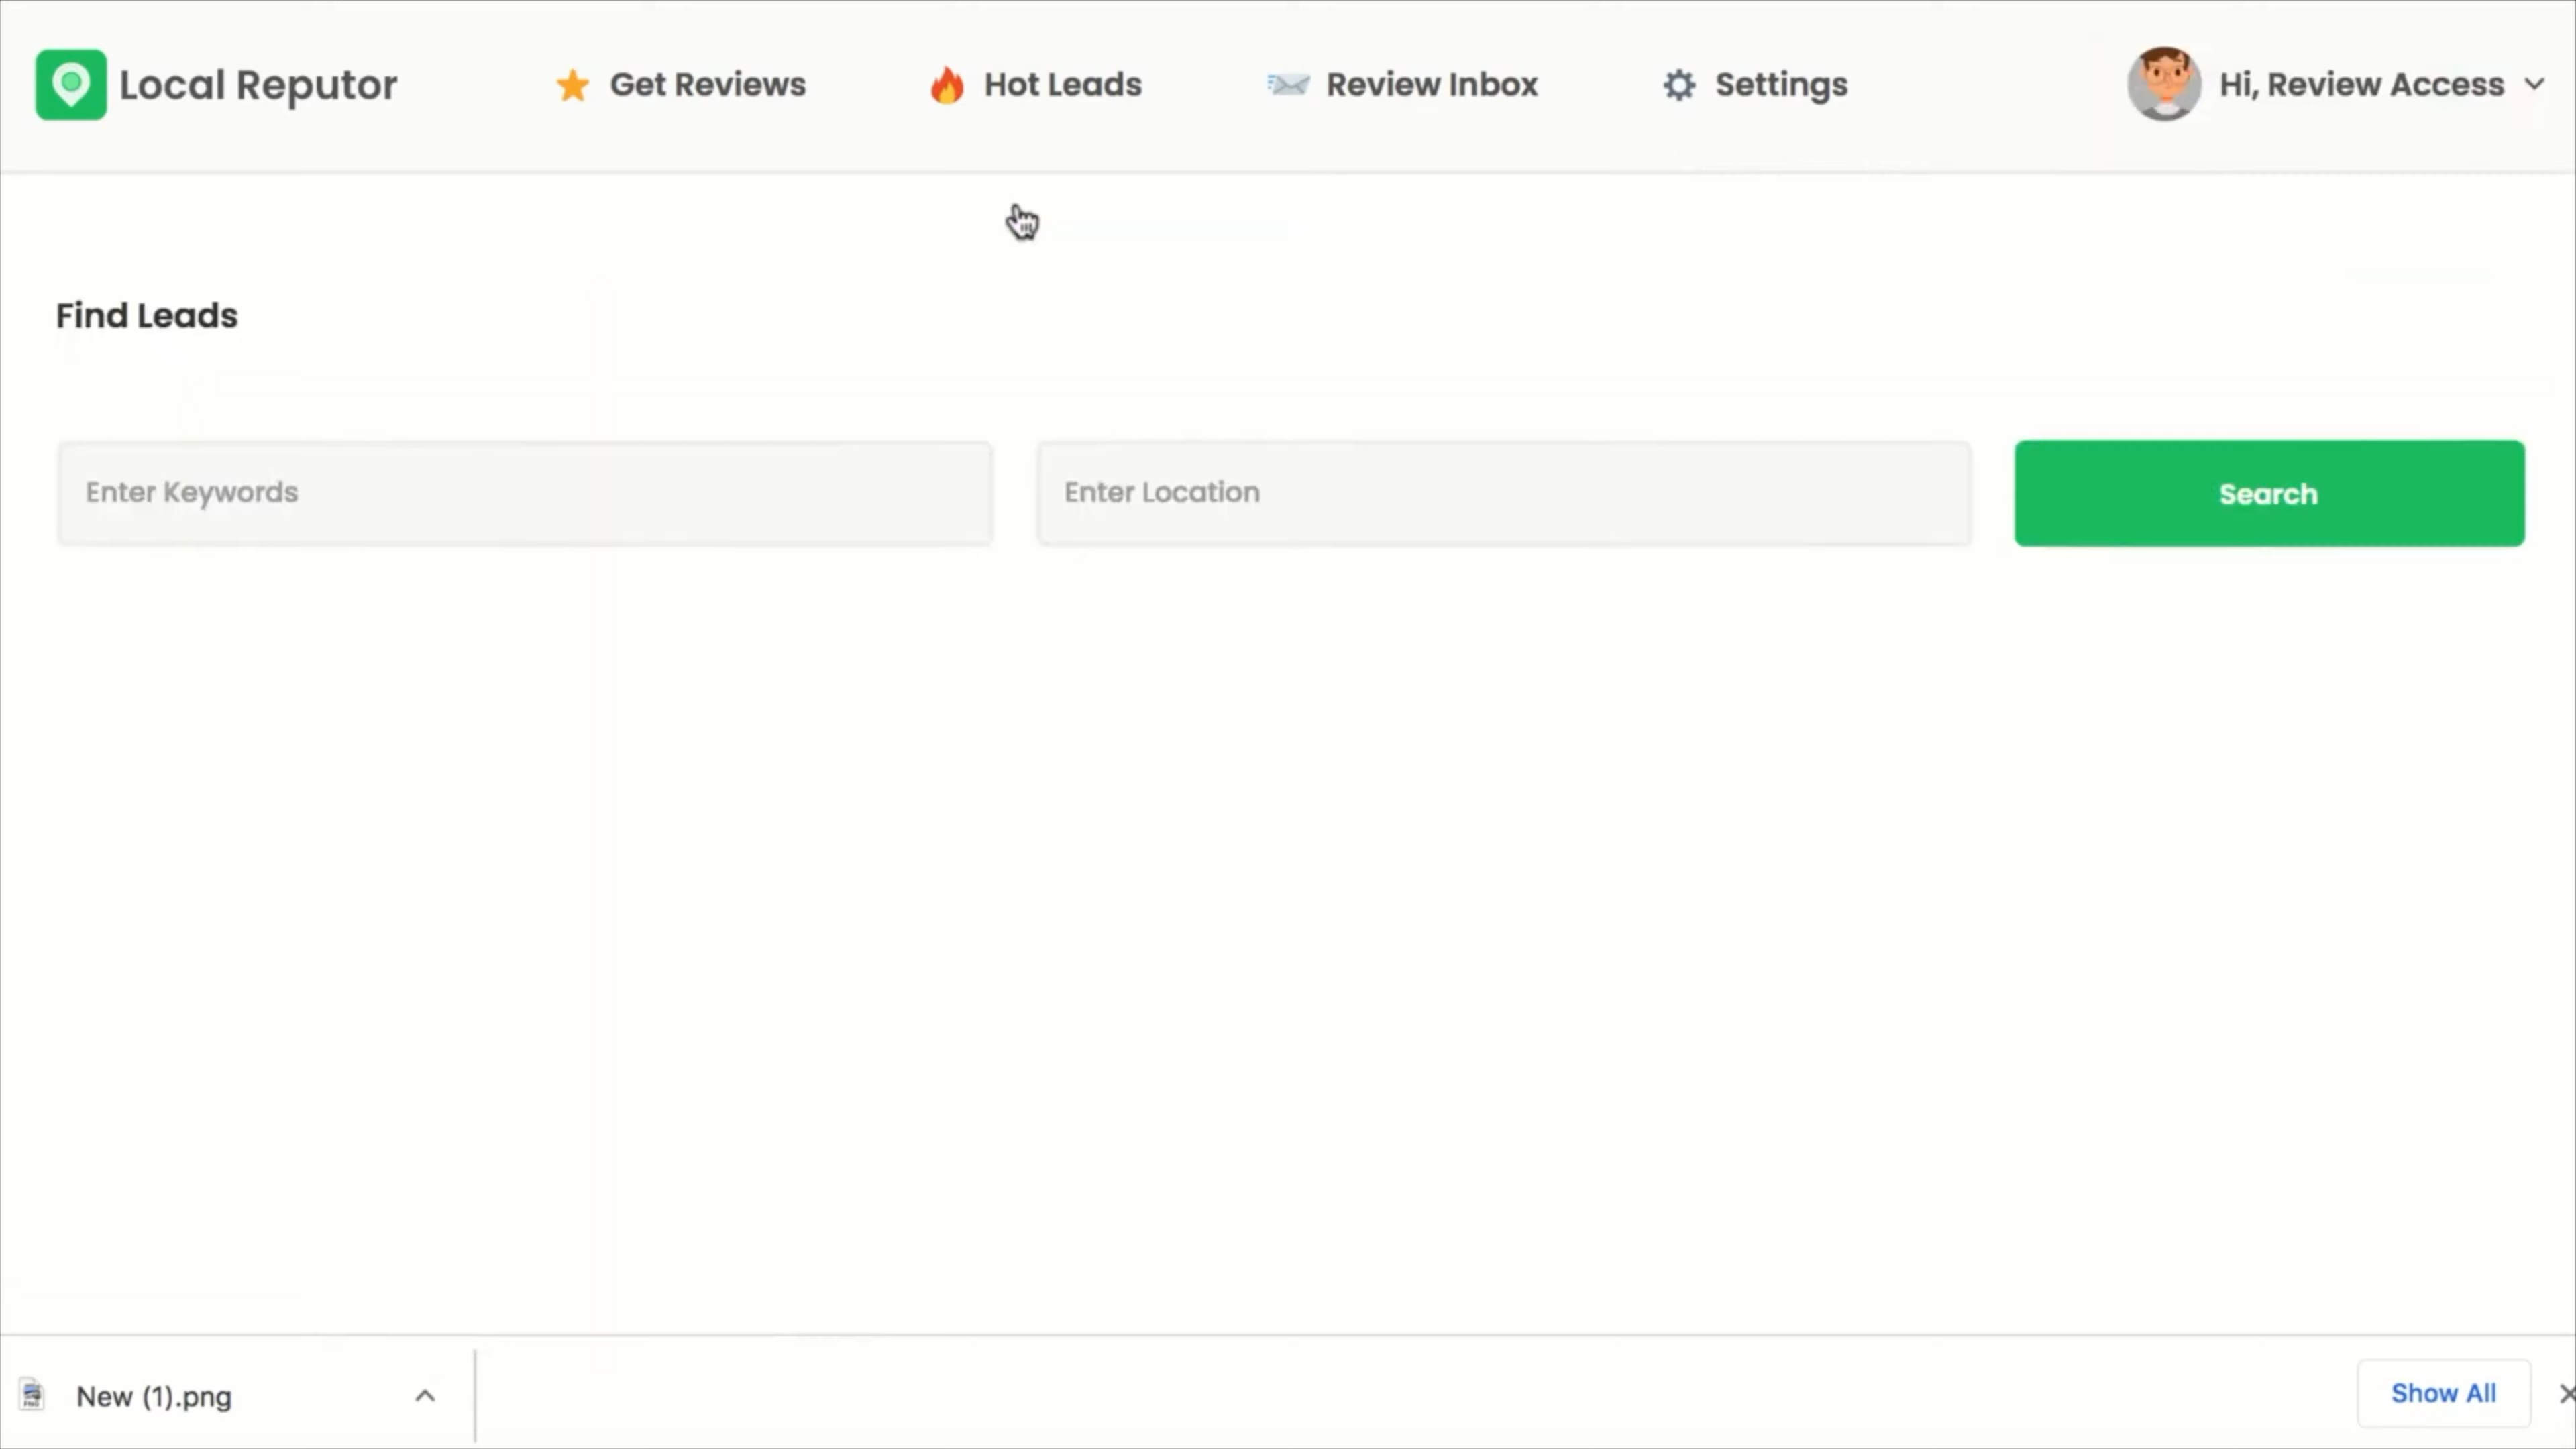 Local Reputor
Get Reviews
Hot Leads
Review Inbox
Settings
Hi, Review Access
Find Leads
Enter Keywords
Enter Location
Search
New (1).png
Show All